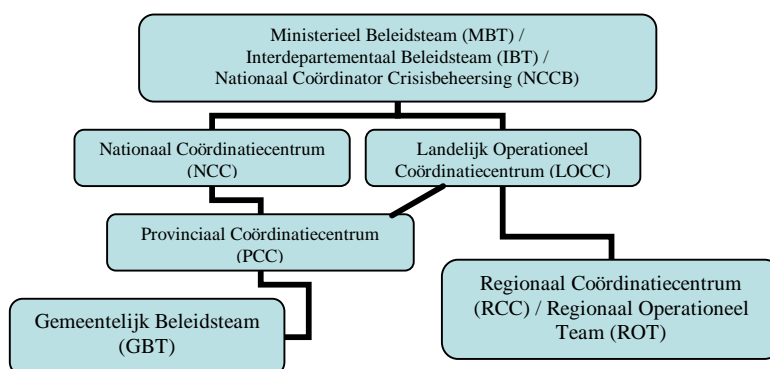 Ministerieel Beleidsteam (MBT) /
Interdepartementaal Beleidsteam (IBT) /
Nationaal Coördinator Crisisbeheersing (NCCB)
Nationaal Coördinatiecentrum
(NCC)
Landelijk Operationeel
Coördinatiecentrum (LOCC)
Provinciaal Coördinatiecentrum
(PCC)
Regionaal Coördinatiecentrum
(RCC) / Regionaal Operationeel
Team (ROT)
Gemeentelijk Beleidsteam
(GBT)